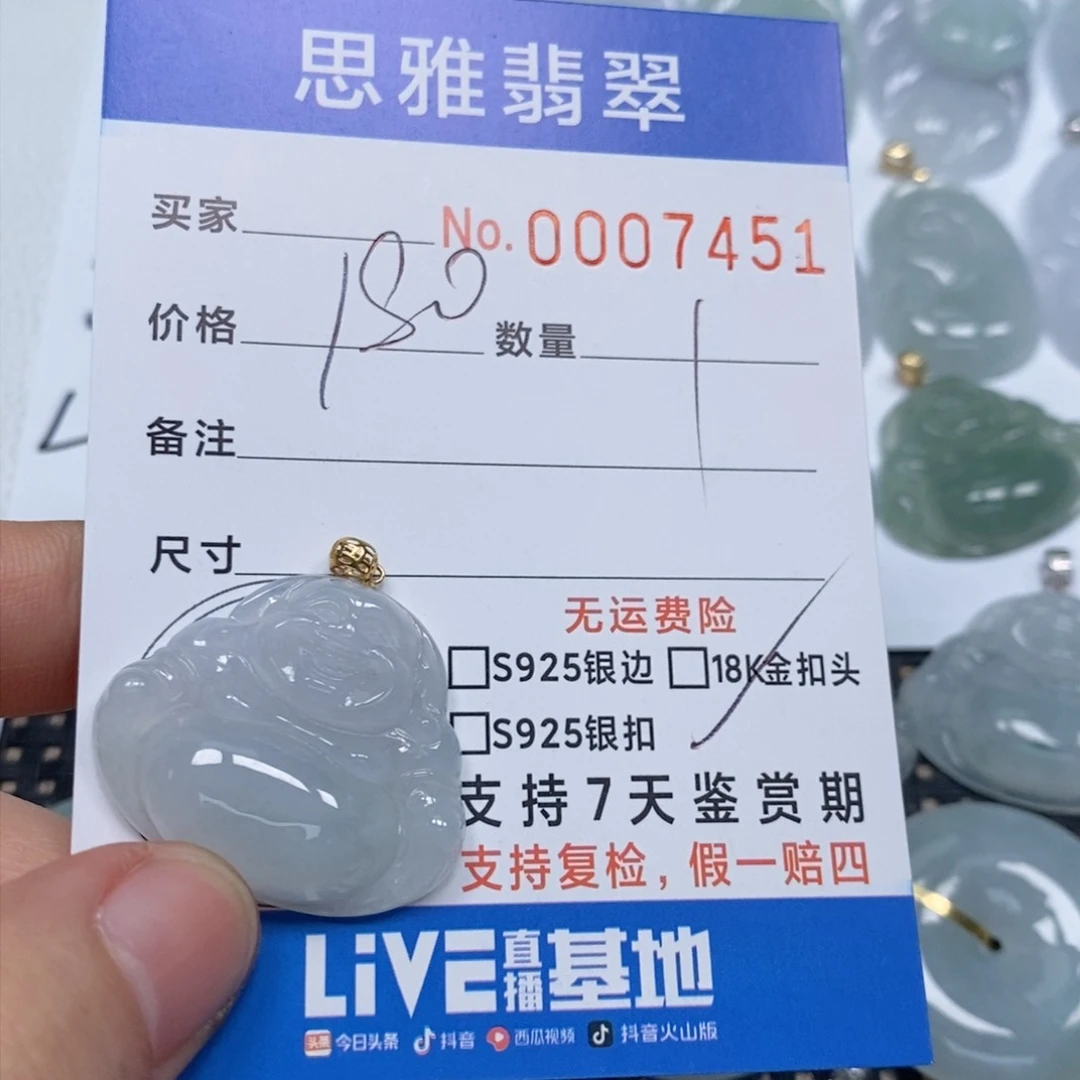 思雅翡翠
买家 No.0007451
价格 180 数量 1
备注
尺寸
无运费险
S925银边 18K金扣头
S925银扣
支持7天鉴赏期
支持复检，假一赔四
LiVE直播基地
头条 今日头条 抖音 西瓜视频 抖音火山版